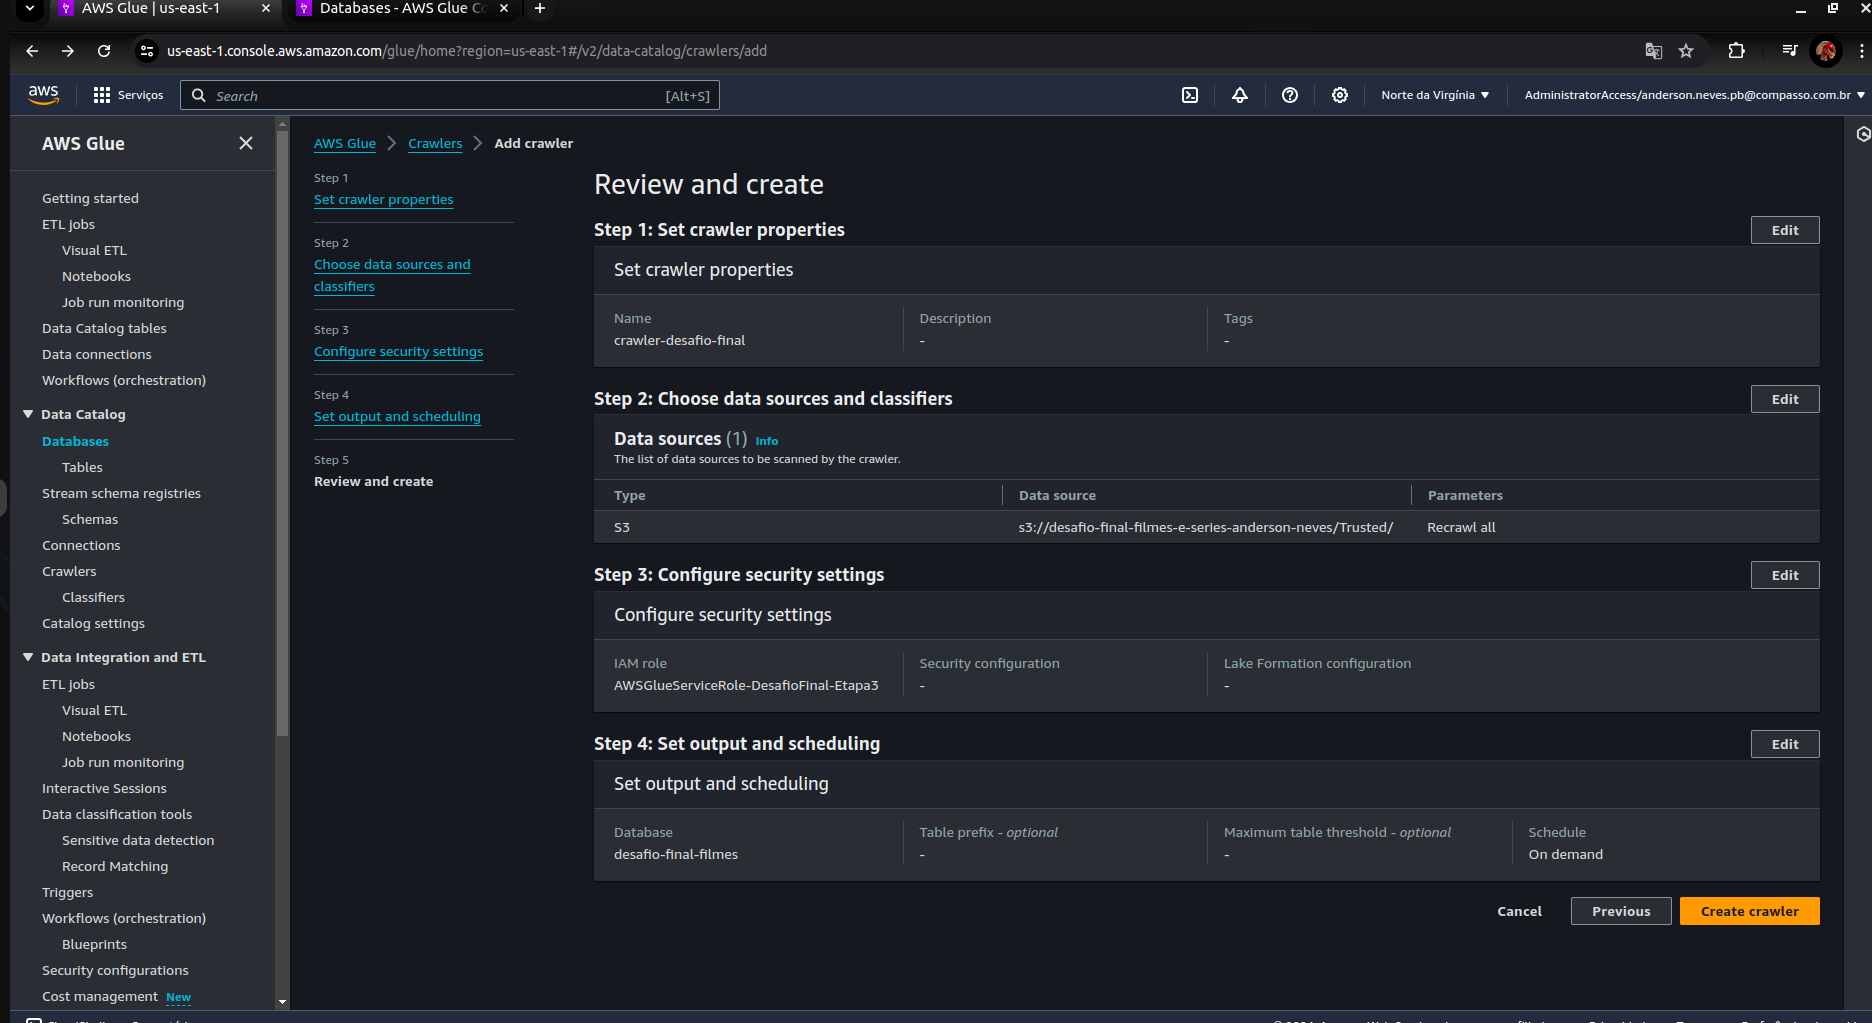 AWS Glue | us-east-1
Databases - AWS Glue Co
us-east-1.console.aws.amazon.com/glue/home?region=us-east-1#/v2/data-catalog/crawlers/add
aws
Serviços
Search
[Alt+S]
Norte da Virgínia
AdministratorAccess/anderson.neves.pb@compasso.com.br
AWS Glue
Getting started
ETL jobs
Visual ETL
Notebooks
Job run monitoring
Data Catalog tables
Data connections
Workflows (orchestration)
Data Catalog
Databases
Tables
Stream schema registries
Schemas
Connections
Crawlers
Classifiers
Catalog settings
Data Integration and ETL
ETL jobs
Visual ETL
Notebooks
Job run monitoring
Interactive Sessions
Data classification tools
Sensitive data detection
Record Matching
Triggers
Workflows (orchestration)
Blueprints
Security configurations
Cost management New
AWS Glue
Crawlers
Add crawler
Step 1
Set crawler properties
Step 2
Choose data sources and
classifiers
Step 3
Configure security settings
Step 4
Set output and scheduling
Step 5
Review and create
Review and create
Step 1: Set crawler properties
Edit
Set crawler properties
Name
crawler-desafio-final
Description
-
Tags
-
Step 2: Choose data sources and classifiers
Edit
Data sources (1) Info
The list of data sources to be scanned by the crawler.
Type
Data source
Parameters
S3
s3://desafio-final-filmes-e-series-anderson-neves/Trusted/
Recrawl all
Step 3: Configure security settings
Edit
Configure security settings
IAM role
AWSGlueServiceRole-DesafioFinal-Etapa3
Security configuration
-
Lake Formation configuration
-
Step 4: Set output and scheduling
Edit
Set output and scheduling
Database
desafio-final-filmes
Table prefix - optional
-
Maximum table threshold - optional
-
Schedule
On demand
Cancel
Previous
Create crawler